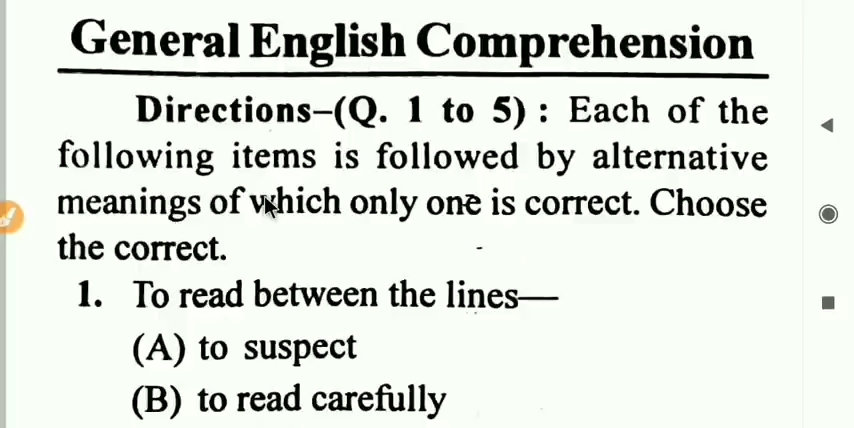 General English Comprehension
Directions–(Q. 1 to 5) : Each of the
following items is followed by alternative
meanings of which only one is correct. Choose
the correct.
1. To read between the lines—
(A) to suspect
(B) to read carefully